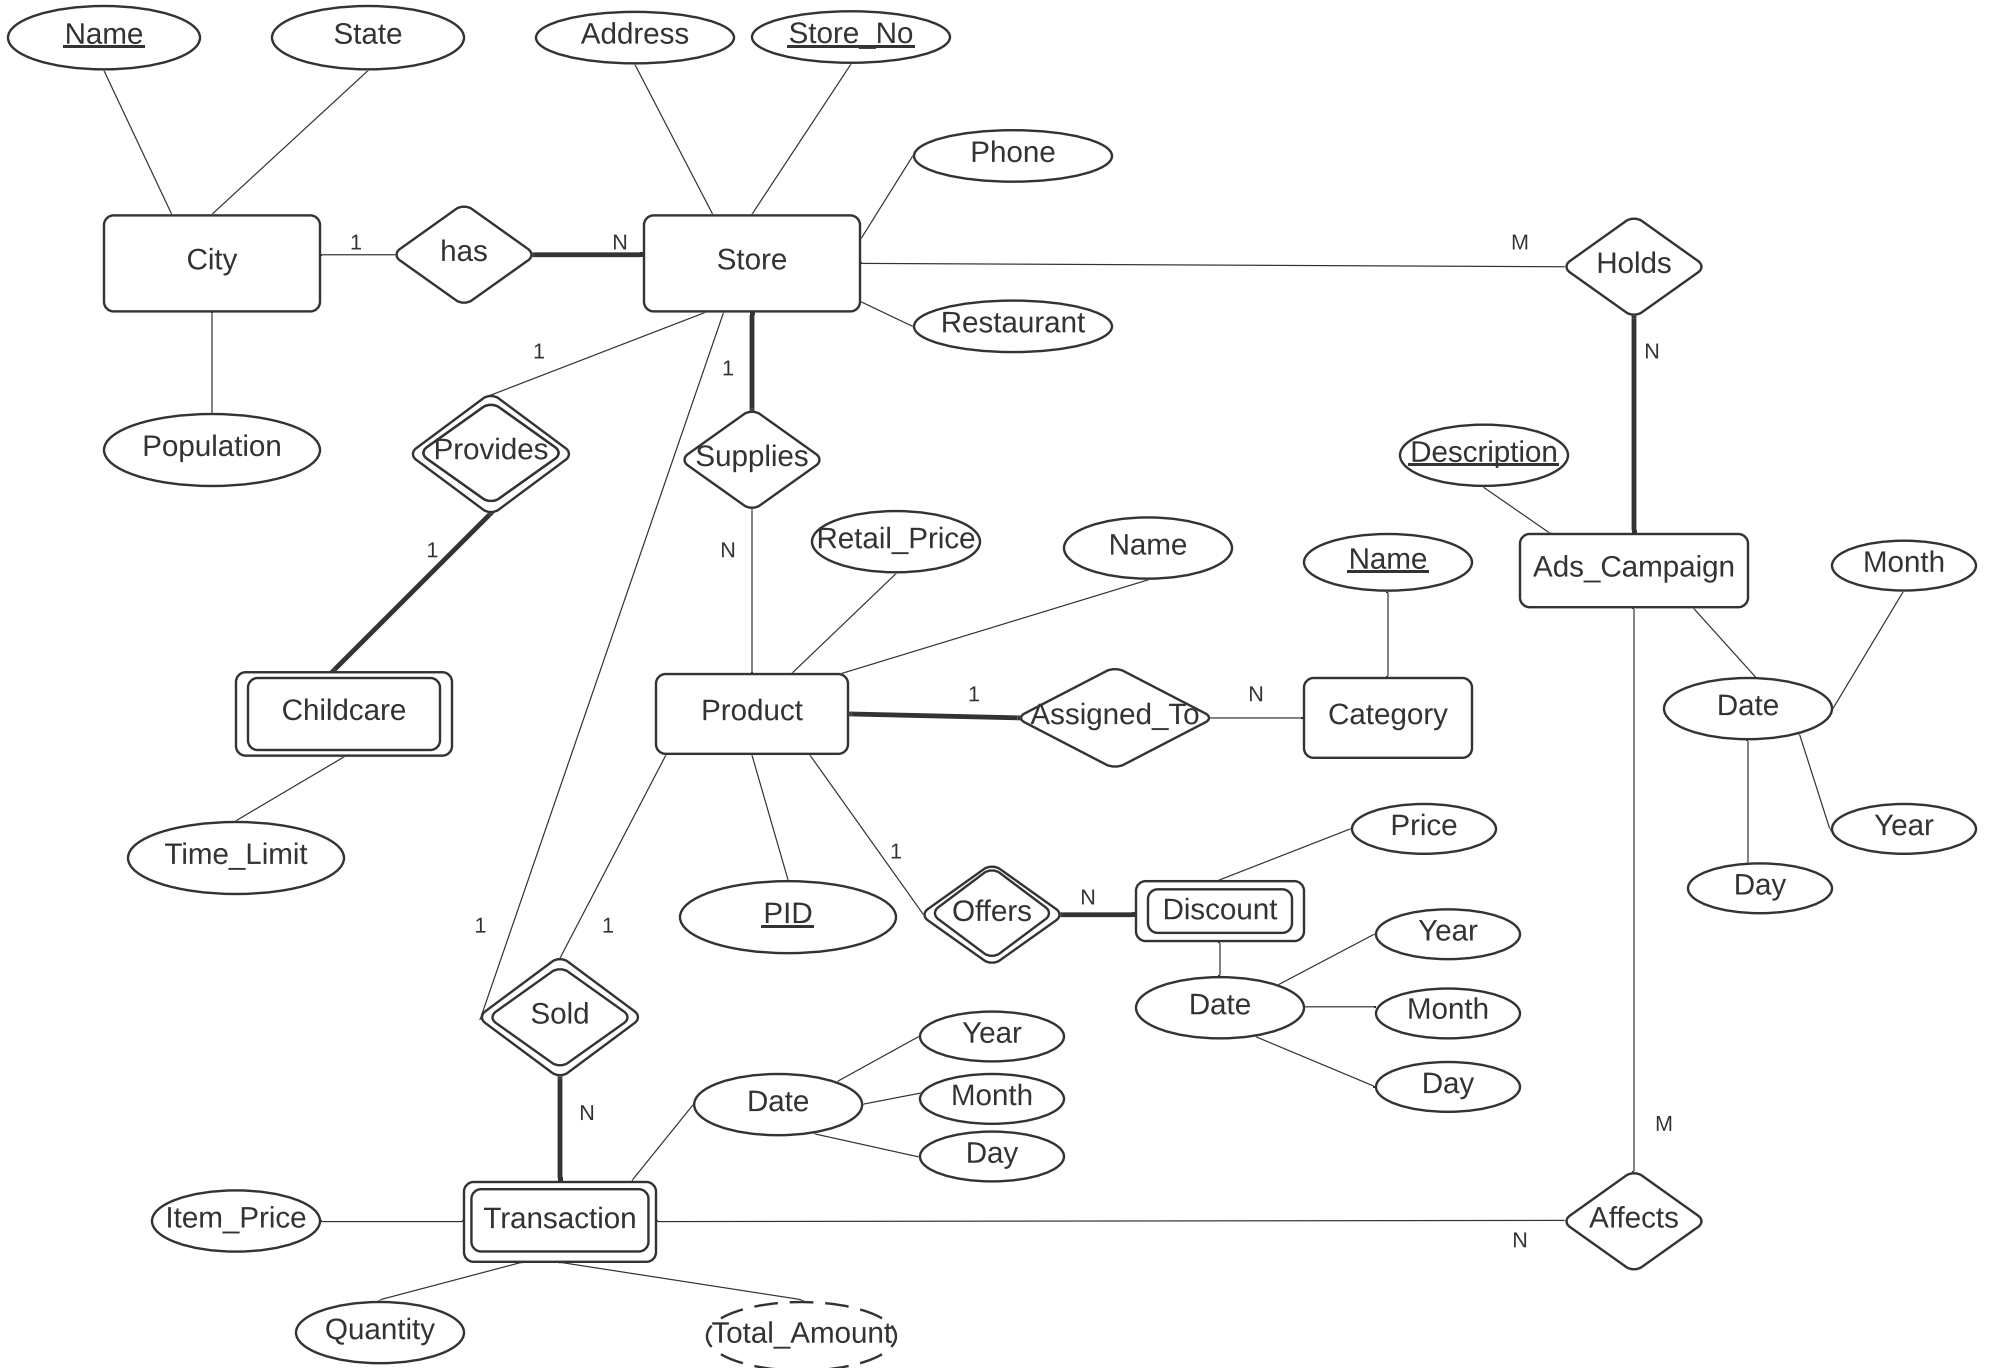 Name
State
Address
Store_No
Phone
City
1
has
N
Store
M
Holds
Restaurant
1
1
N
Population
Provides
Supplies
Description
1
N
Retail_Price
Name
Name
Ads_Campaign
Month
Childcare
Product
1
Assigned_To
N
Category
Date
Time_Limit
1
Price
Year
PID
Offers
N
Discount
Day
1
1
Year
Sold
Date
Month
Year
Day
Date
Month
N
Day
M
Item_Price
Transaction
N
Affects
Quantity
Total_Amount